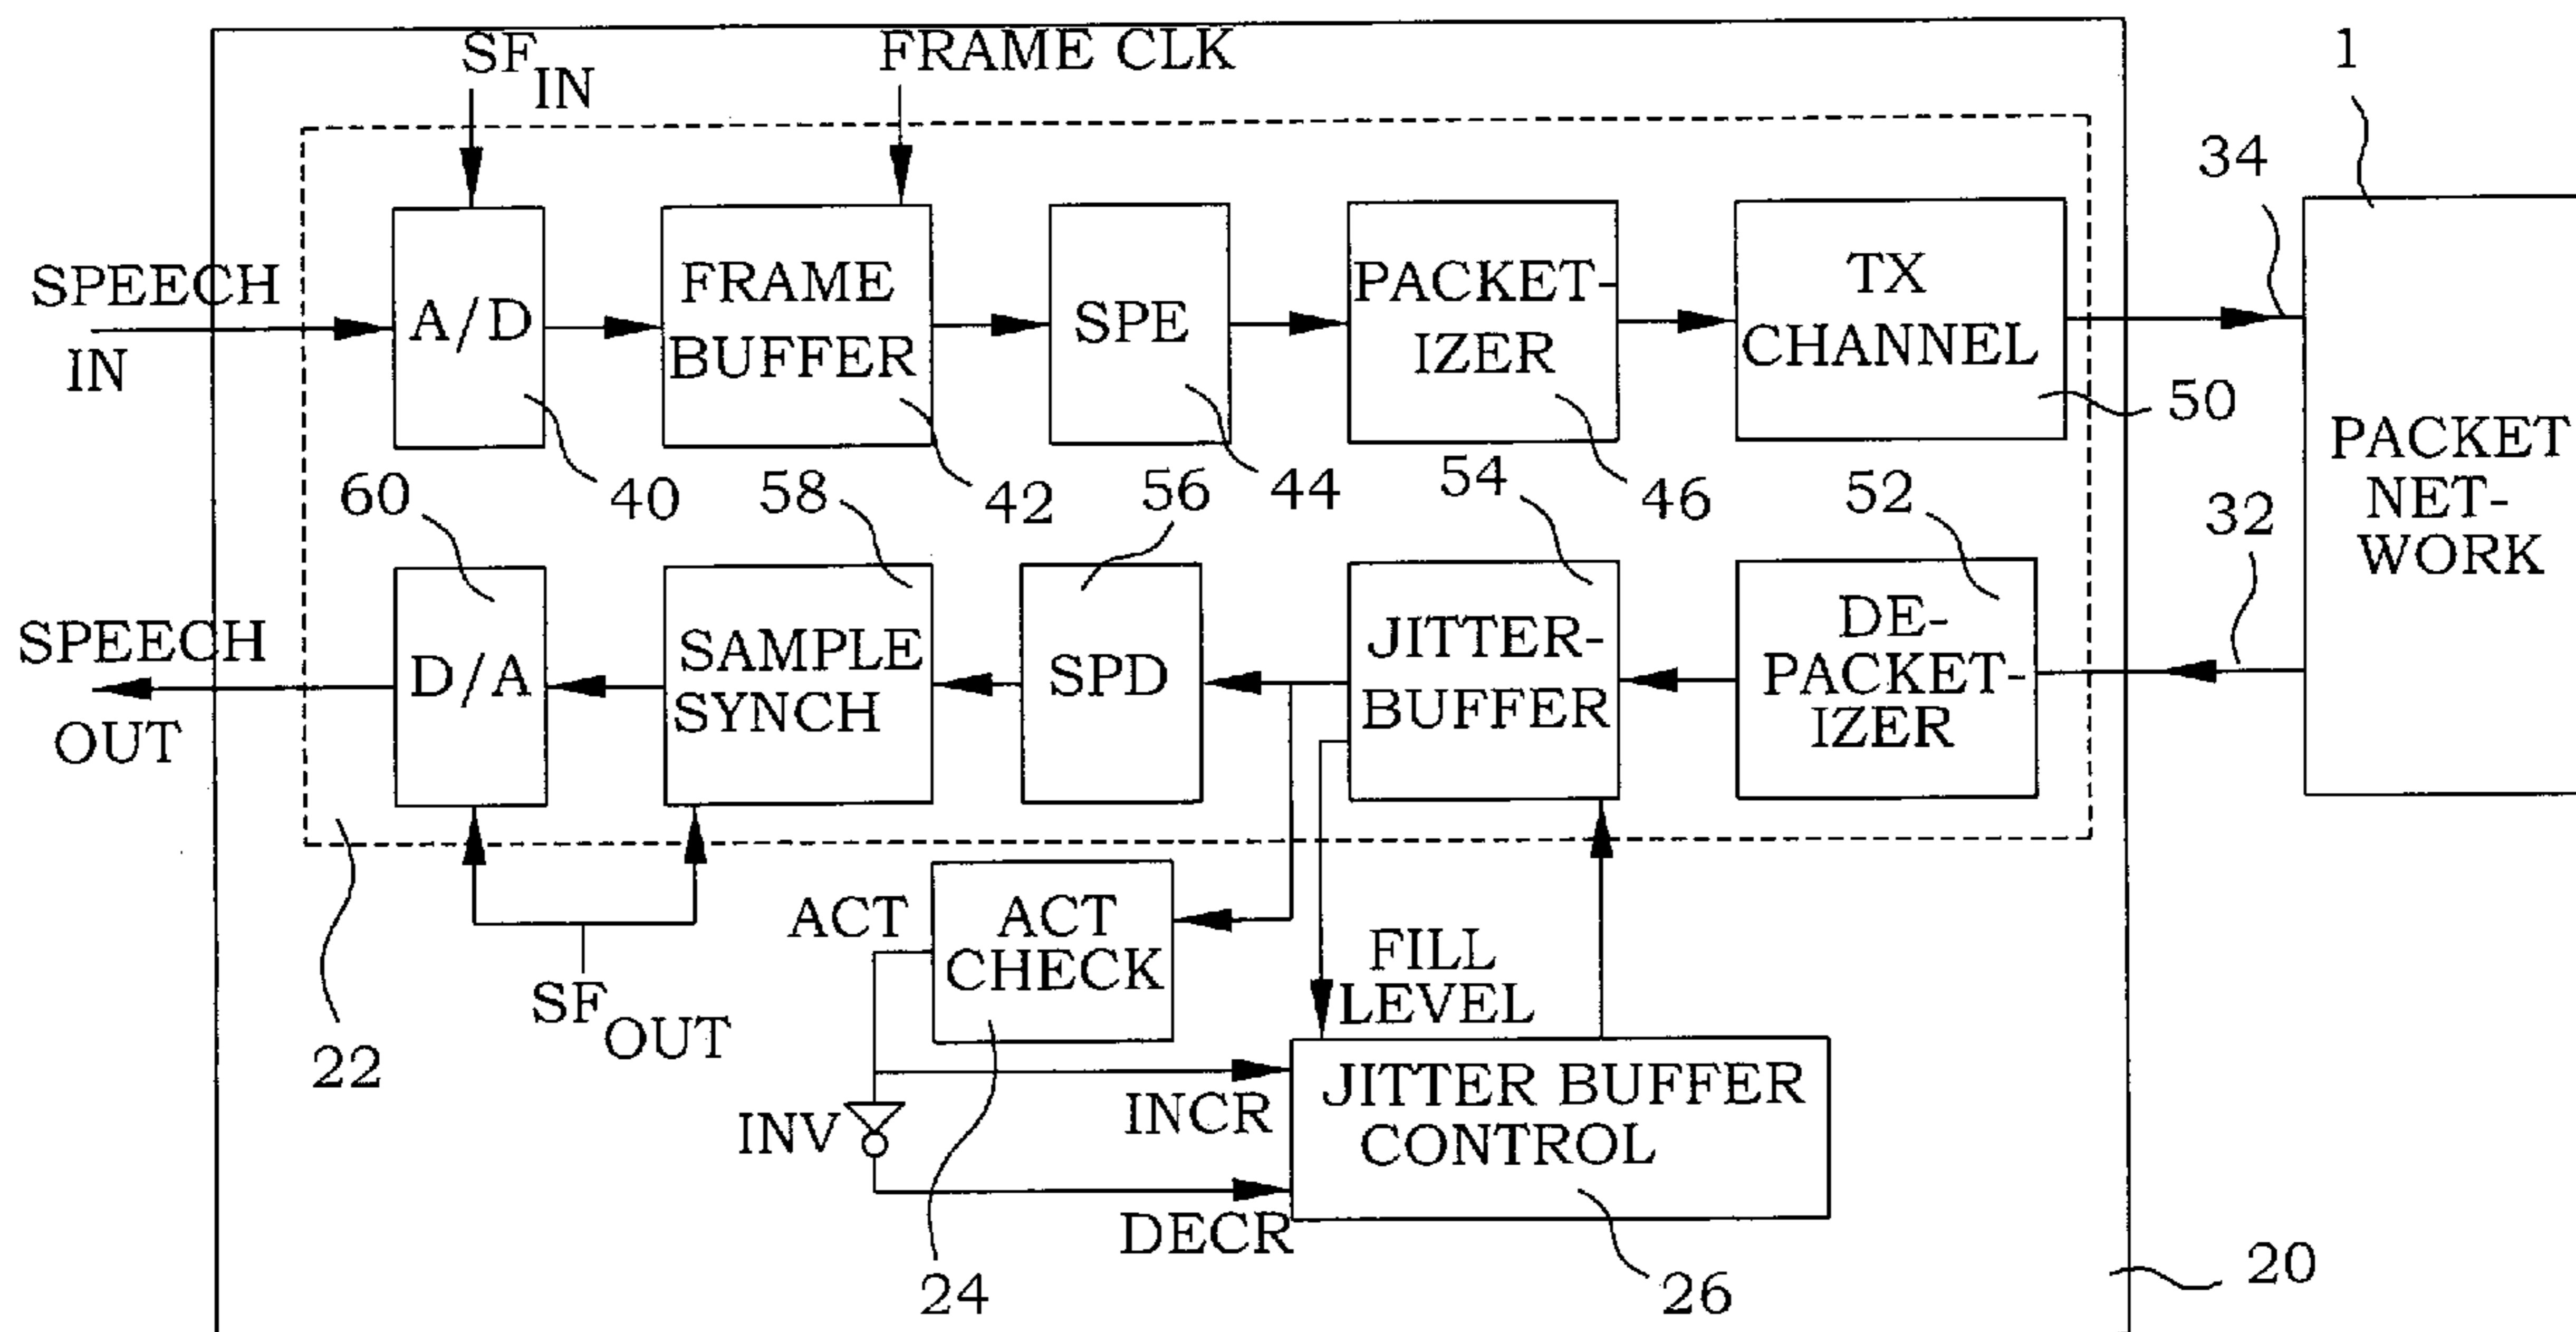 SF IN
FRAME CLK
1
34
SPEECH
IN
A/D
FRAME
BUFFER
SPE
PACKET-
IZER
TX
CHANNEL
50
PACKET
NET-
WORK
60
40
58
42
56
44
54
46
52
32
SPEECH
OUT
D/A
SAMPLE
SYNCH
SPD
JITTER-
BUFFER
DE-
PACKET-
IZER
ACT
ACT
CHECK
FILL
LEVEL
SF OUT
22
INV
INCR
DECR
JITTER BUFFER
CONTROL
24
26
20